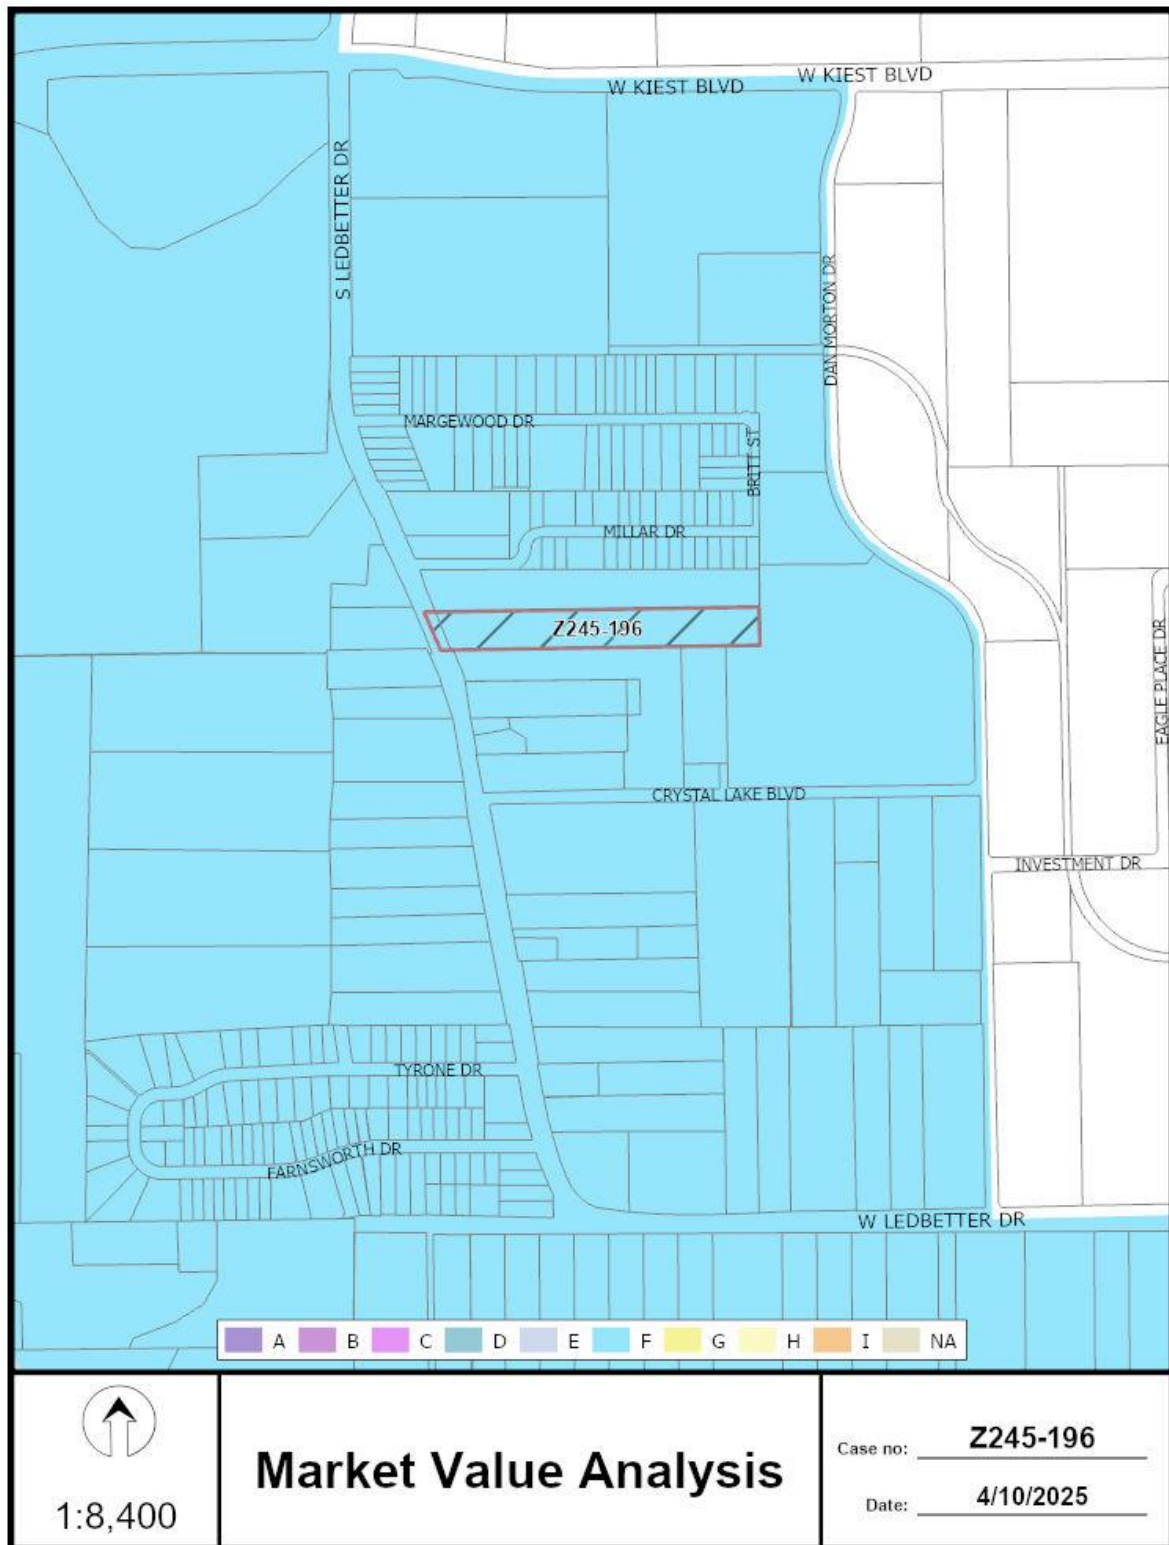 W KIEST BLVD
W KIEST BLVD
S LEDBETTER DR
DAN MORTON DR
MARGEWOOD DR
BRITT ST
MILLAR DR
Z245-196
EAGLE PLACE DR
CRYSTAL LAKE BLVD
INVESTMENT DR
TYRONE DR
FARNSWORTH DR
W LEDBETTER DR
A B C D E F G H I NA
1:8,400
Market Value Analysis
Case no: Z245-196
Date: 4/10/2025